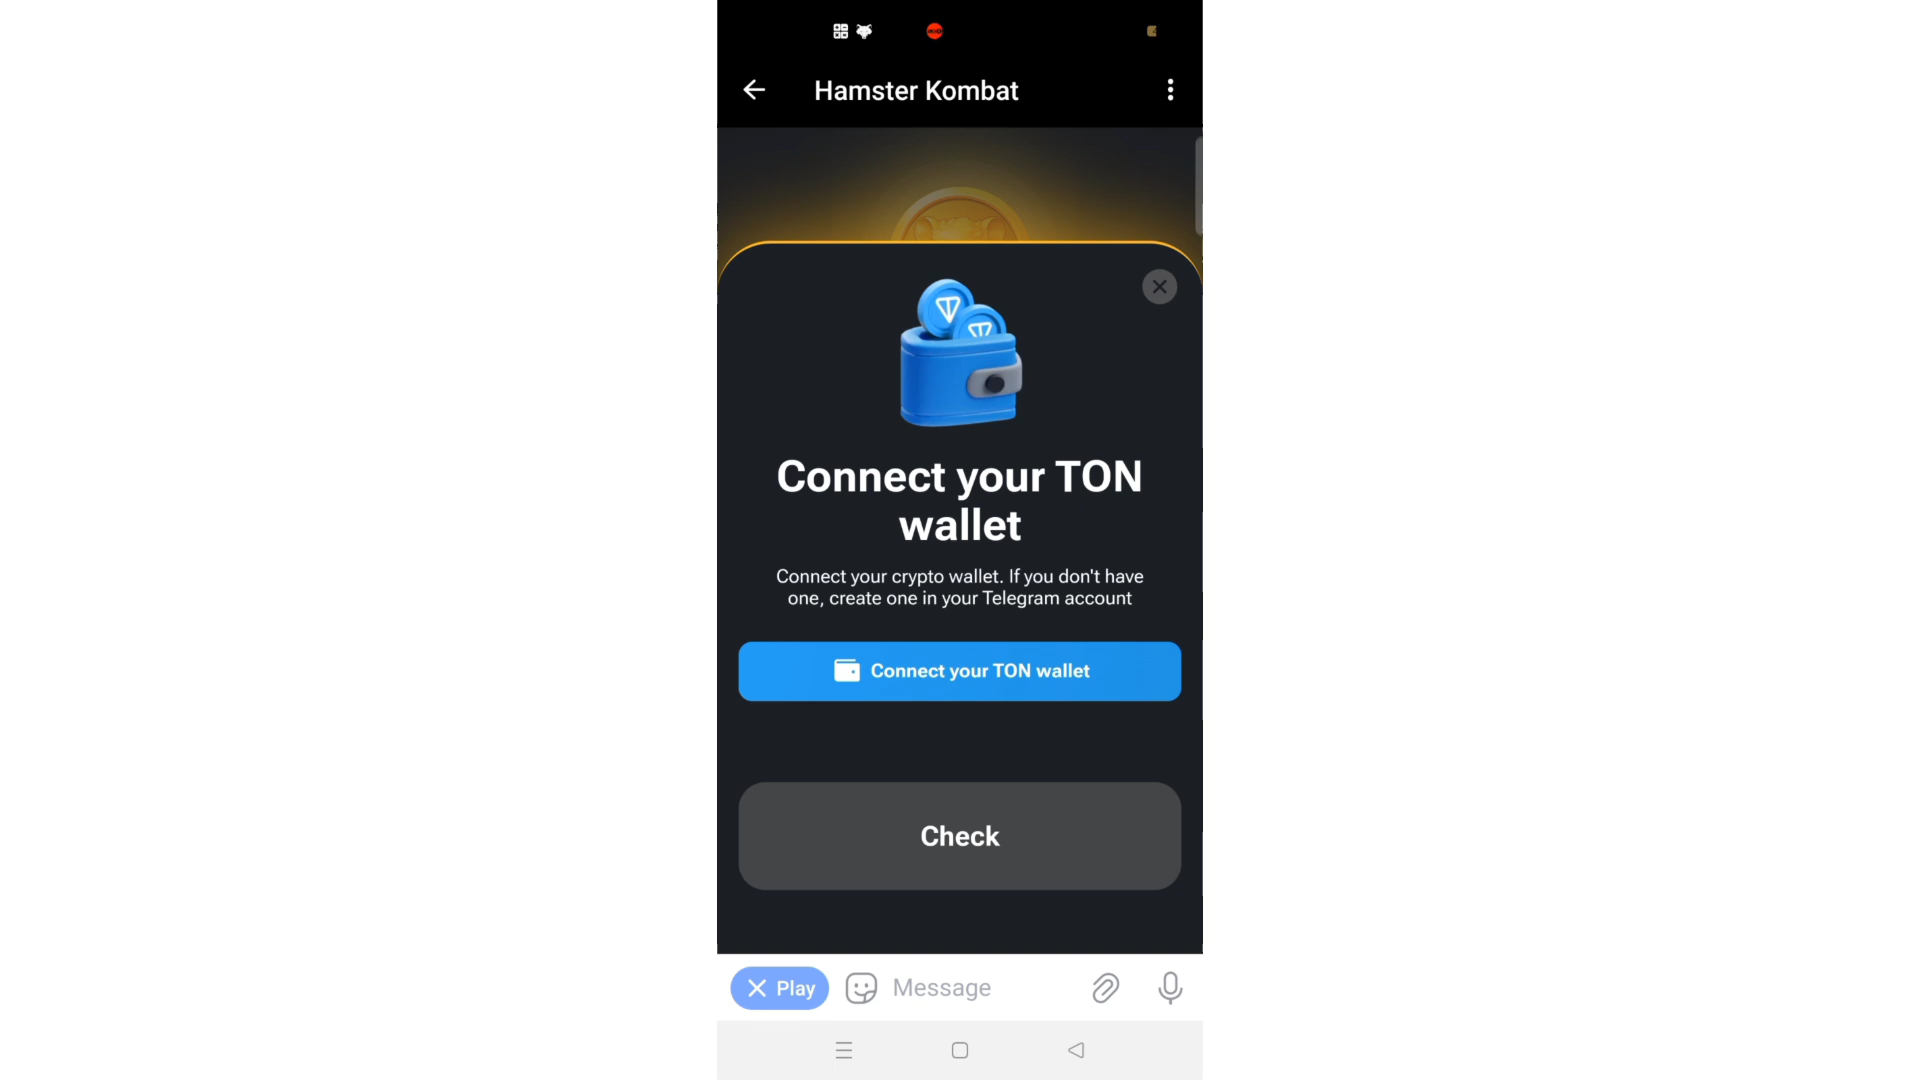 Hamster Kombat
Connect your TON
wallet
Connect your crypto wallet. If you don't have
one, create one in your Telegram account
Connect your TON wallet
Check
Play
Message